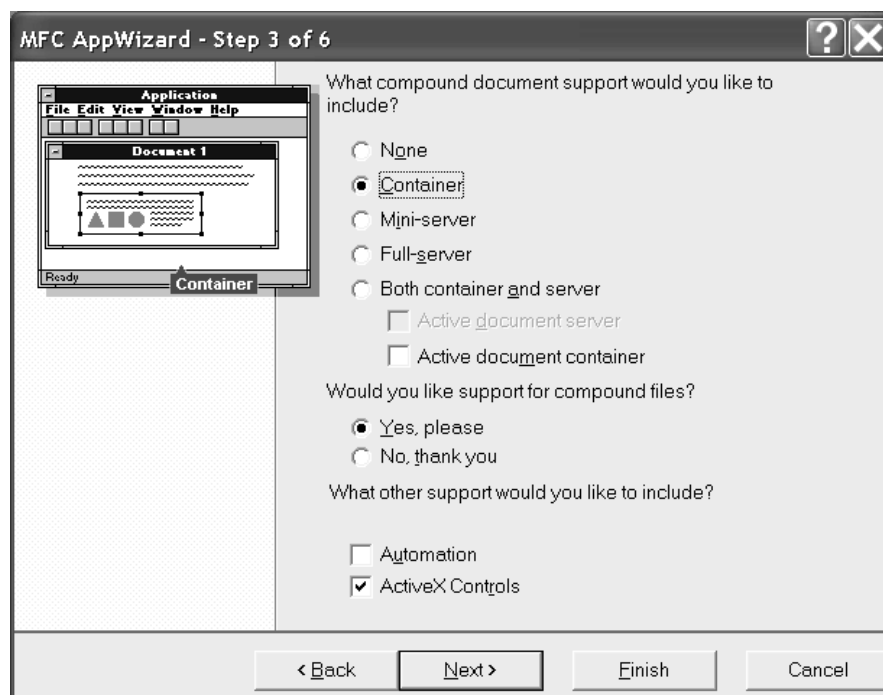 MFC AppWizard - Step 3 of 6
Application
File Edit View Window Help
Document 1
Ready
Container
What compound document support would you like to
include?
None
Container
Mini-server
Full-server
Both container and server
Active document server
Active document container
Would you like support for compound files?
Yes, please
No, thank you
What other support would you like to include?
Automation
ActiveX Controls
< Back Next > Finish Cancel